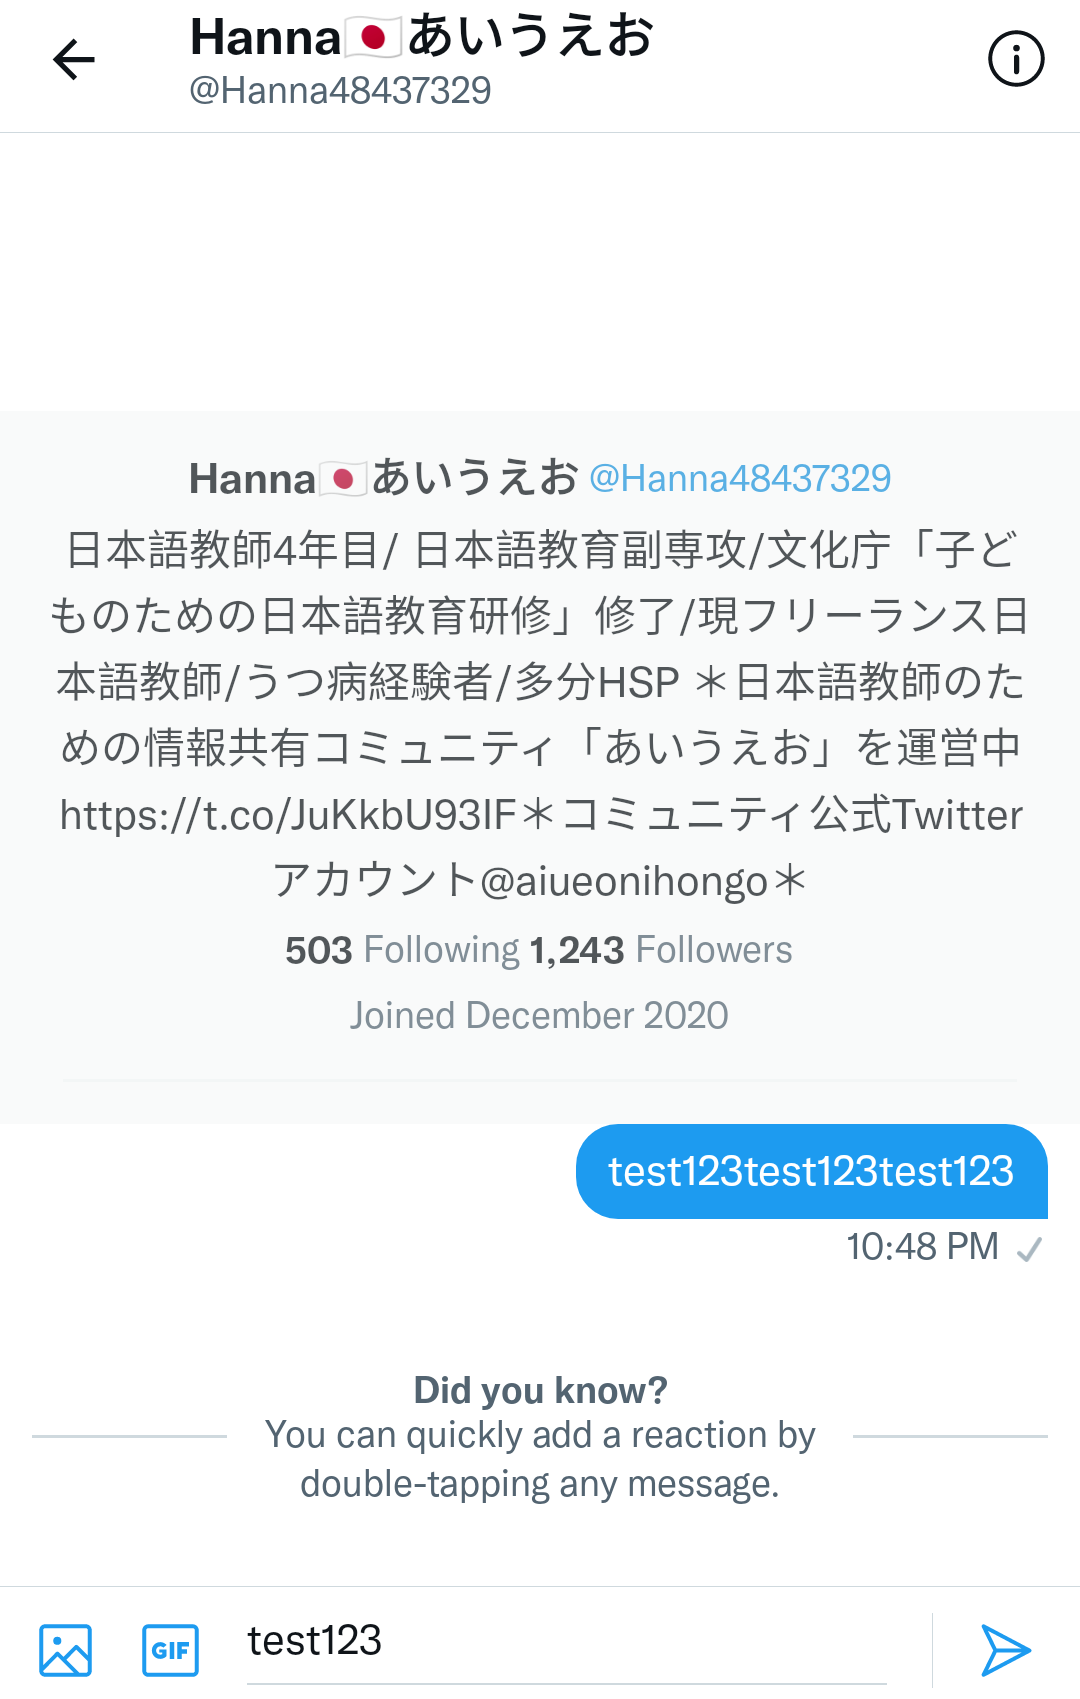 Hanna🇯🇵あいうえお
@Hanna48437329
Hanna🇯🇵あいうえお @Hanna48437329
日本語教師4年目/ 日本語教育副専攻/文化庁「子ど
ものための日本語教育研修」修了/現フリーランス日
本語教師/うつ病経験者/多分HSP ＊日本語教師のた
めの情報共有コミュニティ「あいうえお」を運営中
https://t.co/JuKkbU93IF＊コミュニティ公式Twitter
アカウント@aiueonihongo＊
503 Following 1,243 Followers
Joined December 2020
test123test123test123
10:48 PM
Did you know?
You can quickly add a reaction by
double-tapping any message.
GIF
test123